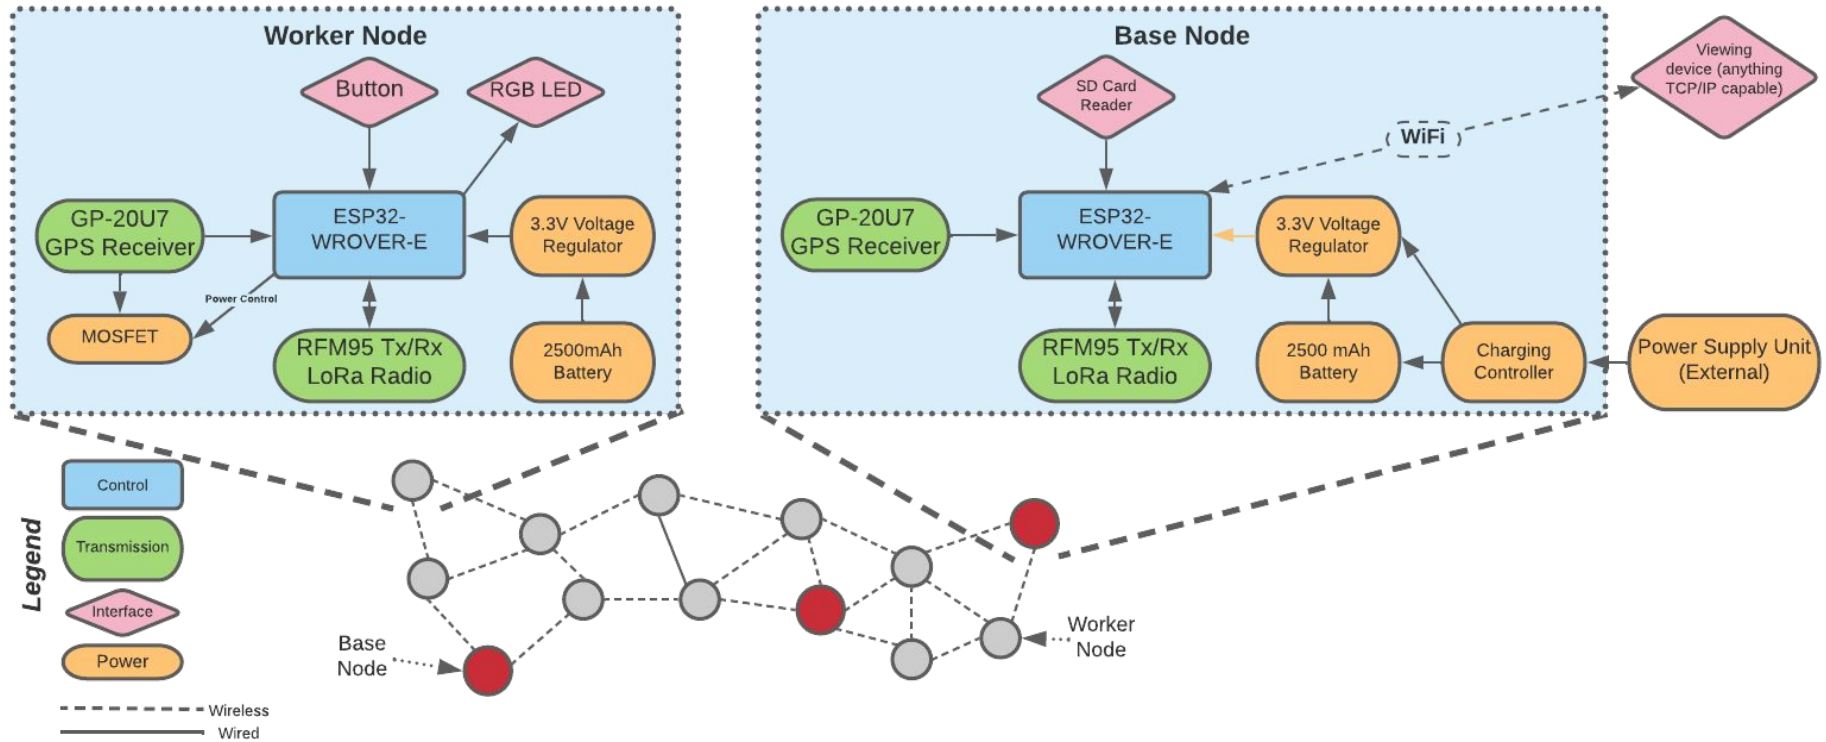 Worker Node
Button
RGB LED
GP-20U7
GPS Receiver
ESP32-
WROVER-E
3.3V Voltage
Regulator
Power Control
MOSFET
RFM95 Tx/Rx
LoRa Radio
2500mAh
Battery
Base Node
SD Card
Reader
WiFi
Viewing
device (anything
TCP/IP capable)
GP-20U7
GPS Receiver
ESP32-
WROVER-E
3.3V Voltage
Regulator
RFM95 Tx/Rx
LoRa Radio
2500 mAh
Battery
Charging
Controller
Power Supply Unit
(External)
Legend
Control
Transmission
Interface
Power
Wireless
Wired
Base
Node
Worker
Node